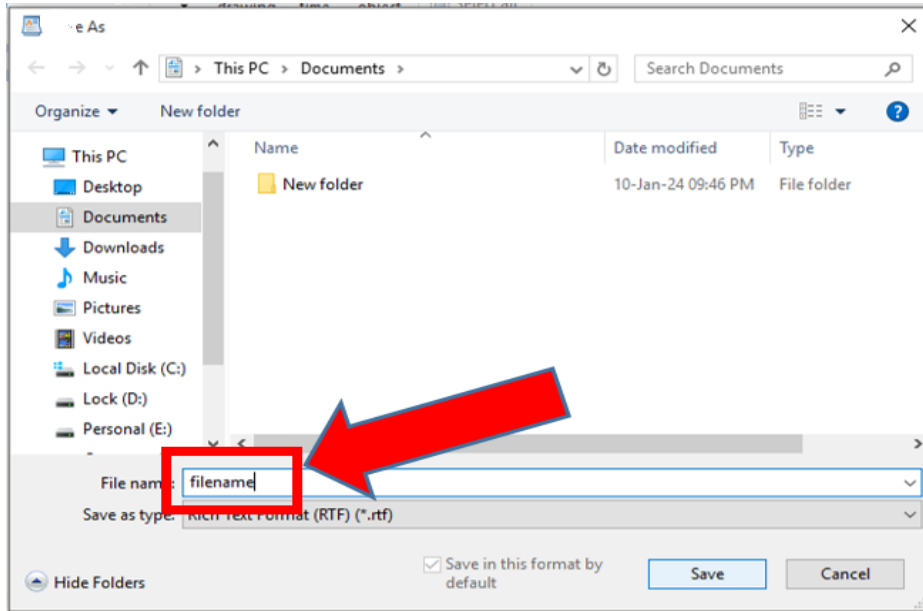 e As
This PC > Documents >
Search Documents
Organize
New folder
Name
Date modified
Type
This PC
Desktop
Documents
Downloads
Music
Pictures
Videos
Local Disk (C:)
Lock (D:)
Personal (E:)
New folder
10-Jan-24 09:46 PM
File folder
File name: filename
Save as type: Rich Text Format (RTF) (*.rtf)
Hide Folders
Save in this format by
default
Save
Cancel